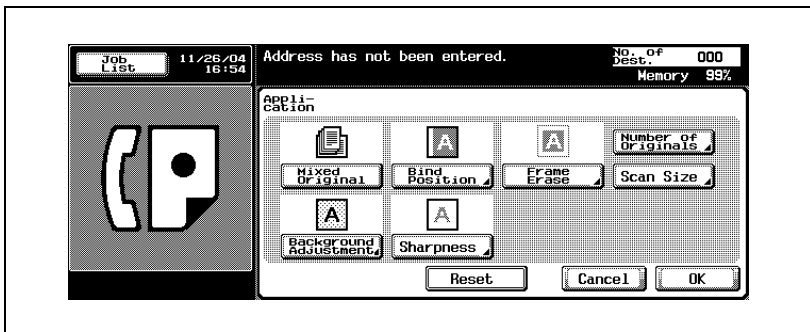 Job
List
11/26/04
16:54
Address has not been entered.
No. of
Dest.
000
Memory 99%
Appli-
cation
Mixed
Original
A
Bind
Position
A
Frame
Erase
Number of
Originals
Scan Size
A
Background
Adjustment
A
Sharpness
Reset
Cancel
OK